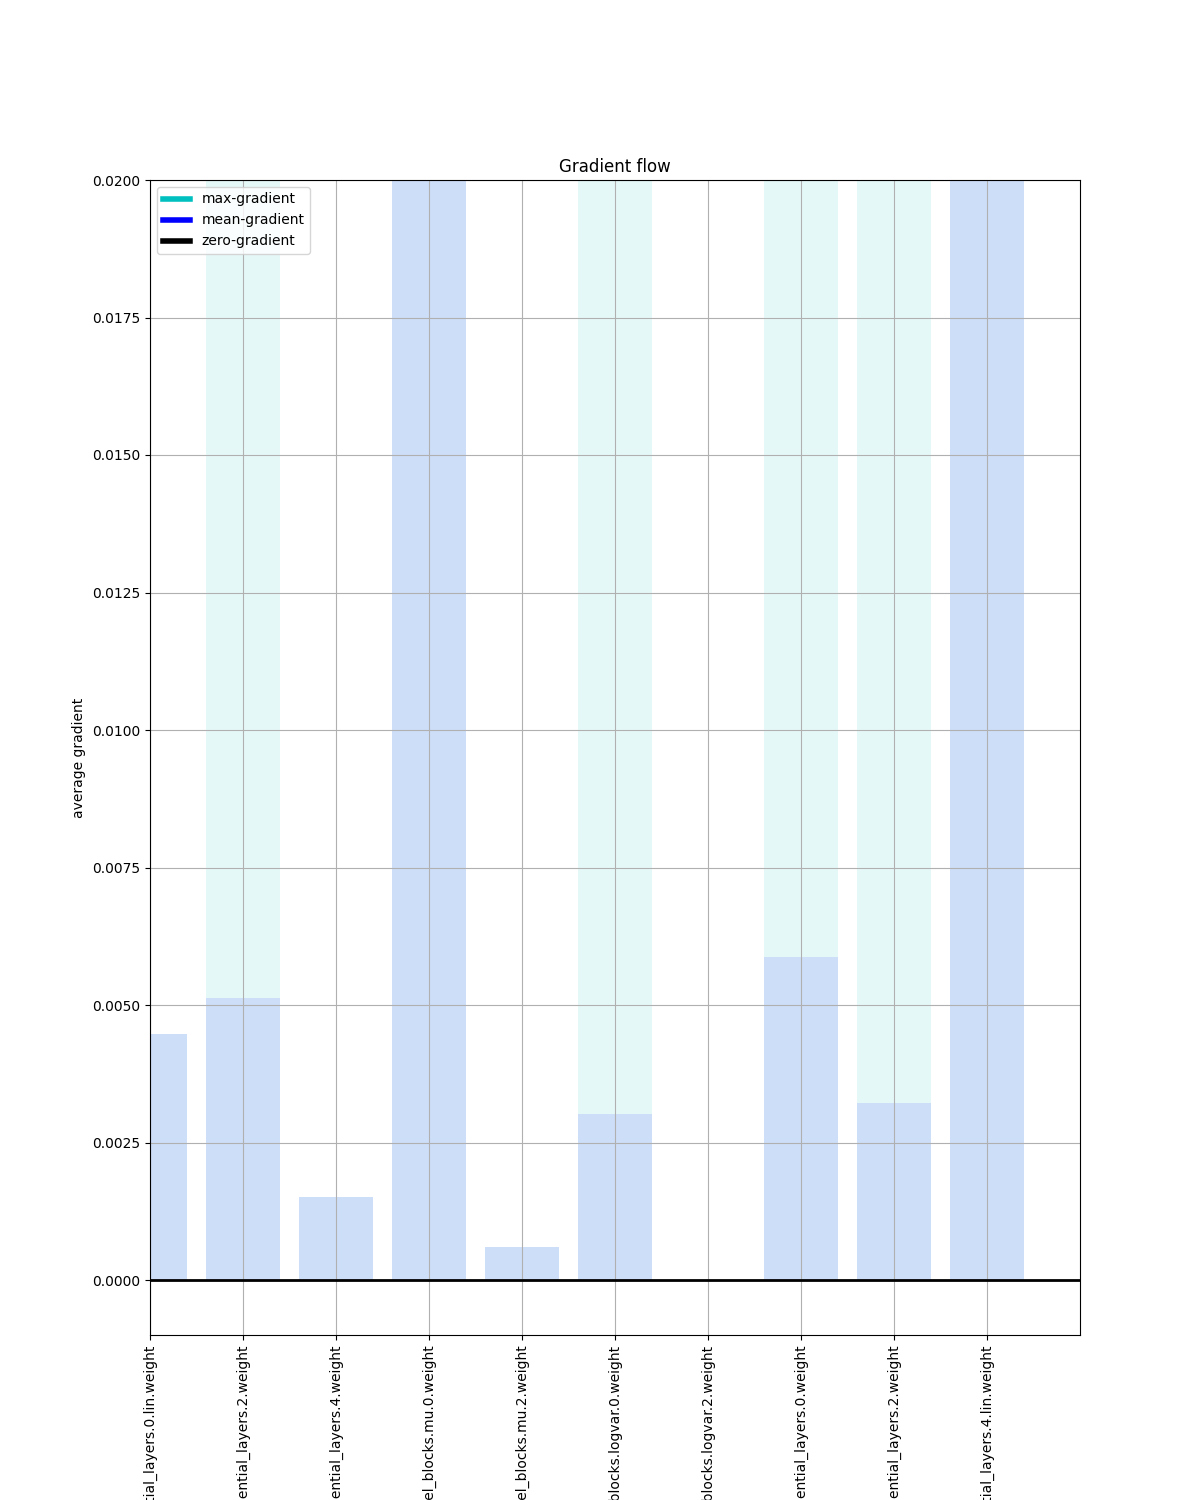 Gradient flow
max-gradient
mean-gradient
zero-gradient
0.0200
0.0175
0.0150
0.0125
0.0100
0.0075
0.0050
0.0025
0.0000
average gradient
tial_layers.0.lin.weight
ential_layers.2.weight
ential_layers.4.weight
el_blocks.mu.0.weight
el_blocks.mu.2.weight
blocks.logvar.0.weight
blocks.logvar.2.weight
ential_layers.0.weight
ential_layers.2.weight
tial_layers.4.lin.weight